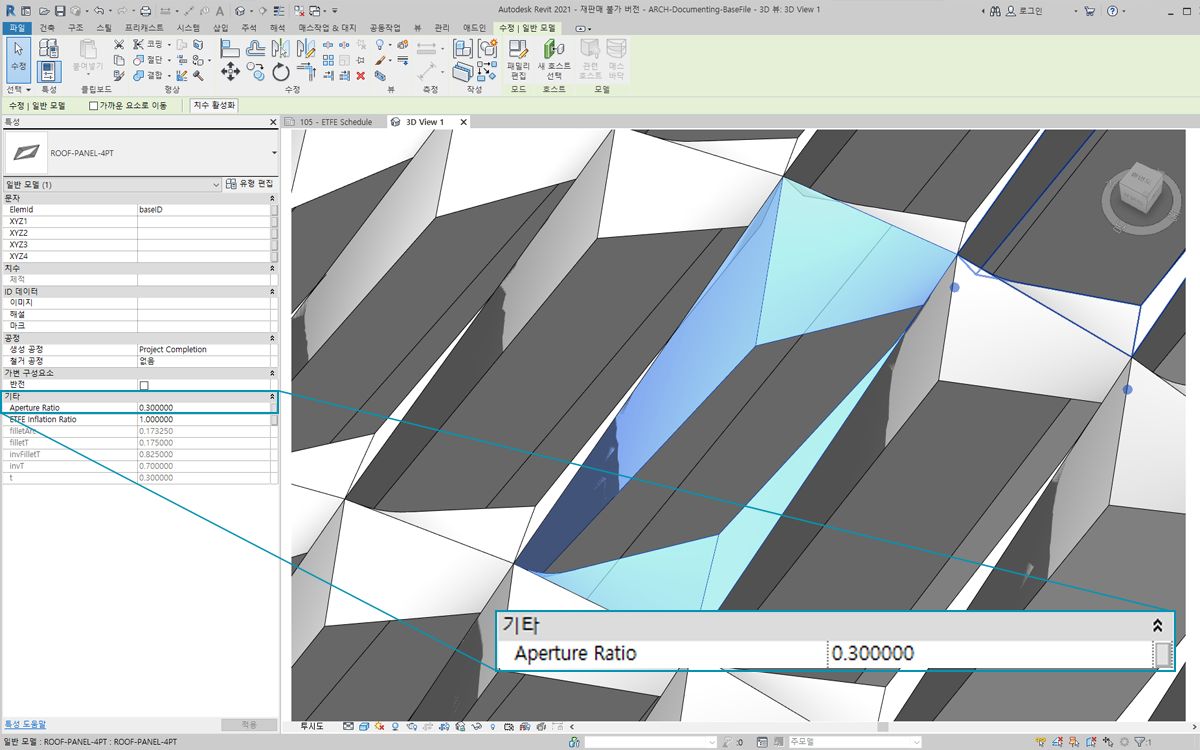 Autodesk Revit 2021 - 재판매 불가 버전 - ARCH-Documenting-BaseFile - 3D 뷰: 3D View 1
로그인
파일 건축 구조 스틸 프리캐스트 시스템 삽입 주석 해석 매스작업 & 대지 공동작업 뷰 관리 애드인 수정 | 일반 모델
수정 붙여넣기 코핑 절단 결합 패밀리 편집 새 호스트 선택 관련 호스트 매스 바닥
선택 특성 클립보드 형상 수정 뷰 측정 작성 모드 호스트 모델
수정 | 일반 모델 가까운 요소로 이동 지수 활성화
특성
105 - ETFE Schedule
3D View 1
ROOF-PANEL-4PT
일반 모델 (1) 유형 편집
문자
ElemId baseID
XYZ1
XYZ2
XYZ3
XYZ4
치수
체적
ID 데이터
이미지
해설
마크
공정
생성 공정 Project Completion
철거 공정 없음
가변 구성요소
반전
기타
Aperture Ratio 0.300000
ETFE Inflation Ratio 1.000000
filletArc 0.173250
filletT 0.175000
invFilletT 0.825000
invT 0.700000
t 0.300000
기타
Aperture Ratio 0.300000
특성 도움말 적용
투시도
일반 모델 : ROOF-PANEL-4PT : ROOF-PANEL-4PT
:0
주모델
:1